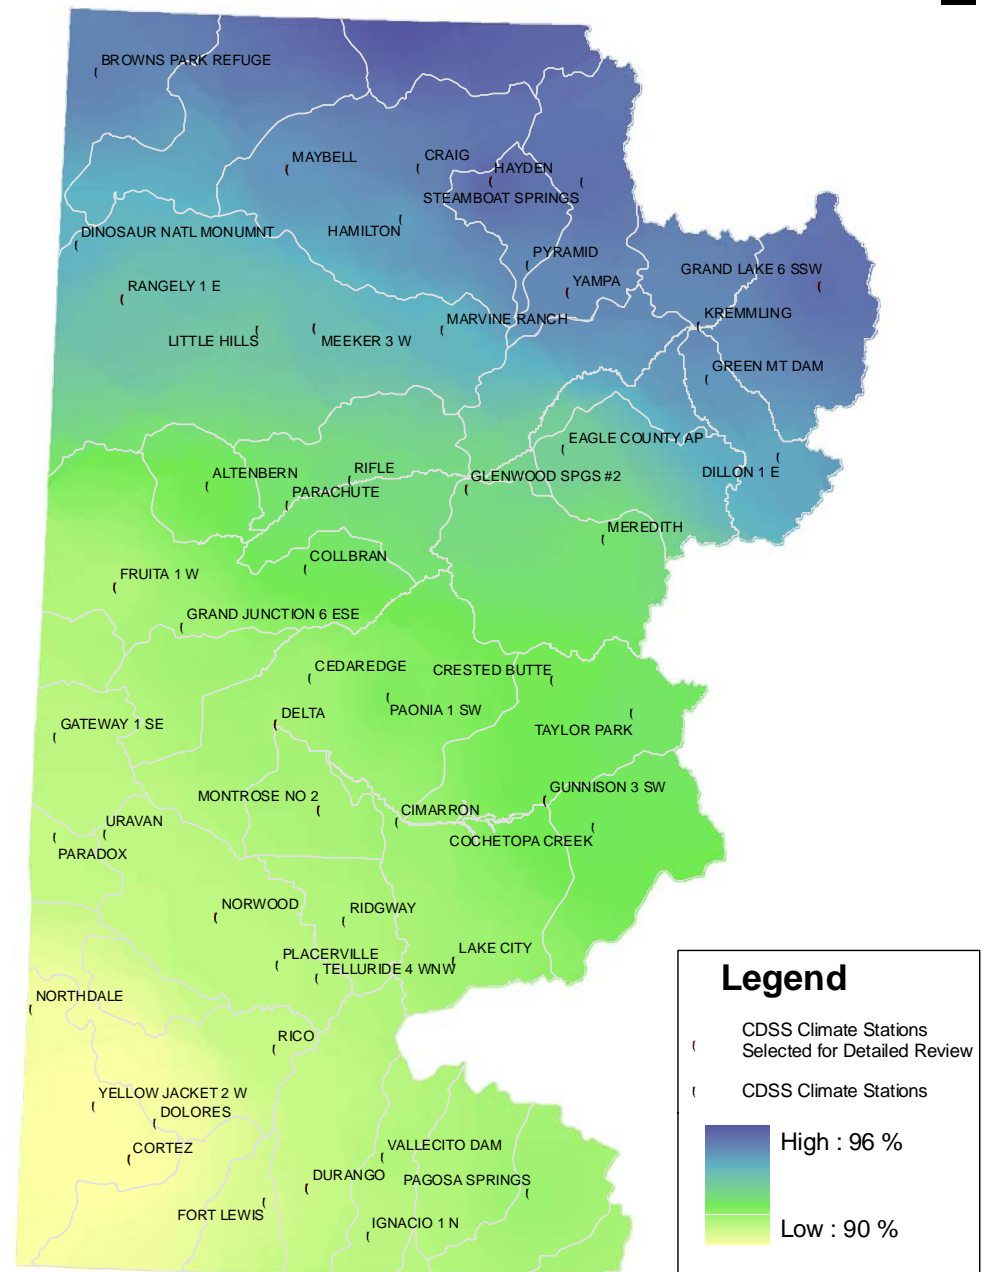 BROWNS PARK REFUGE
MAYBELL
CRAIG
HAYDEN
STEAMBOAT SPRINGS
DINOSAUR NATL MONUMNT
HAMILTON
PYRAMID
GRAND LAKE 6 SSW
RANGELY 1 E
YAMPA
KREMMLING
MARVINE RANCH
LITTLE HILLS
MEEKER 3 W
GREEN MT DAM
EAGLE COUNTY AP
ALTENBERN
RIFLE
GLENWOOD SPGS #2
DILLON 1 E
PARACHUTE
MEREDITH
COLLBRAN
FRUITA 1 W
GRAND JUNCTION 6 ESE
CEDAREDGE
CRESTED BUTTE
PAONIA 1 SW
DELTA
GATEWAY 1 SE
TAYLOR PARK
GUNNISON 3 SW
MONTROSE NO 2
CIMARRON
URAVAN
COCHETOPA CREEK
PARADOX
NORWOOD
RIDGWAY
PLACERVILLE
LAKE CITY
TELLURIDE 4 WNW
NORTHDALE
RICO
YELLOW JACKET 2 W
DOLORES
CORTEZ
VALLECITO DAM
DURANGO
PAGOSA SPRINGS
FORT LEWIS
IGNACIO 1 N
Legend
CDSS Climate Stations
Selected for Detailed Review
CDSS Climate Stations
High : 96 %
Low : 90 %